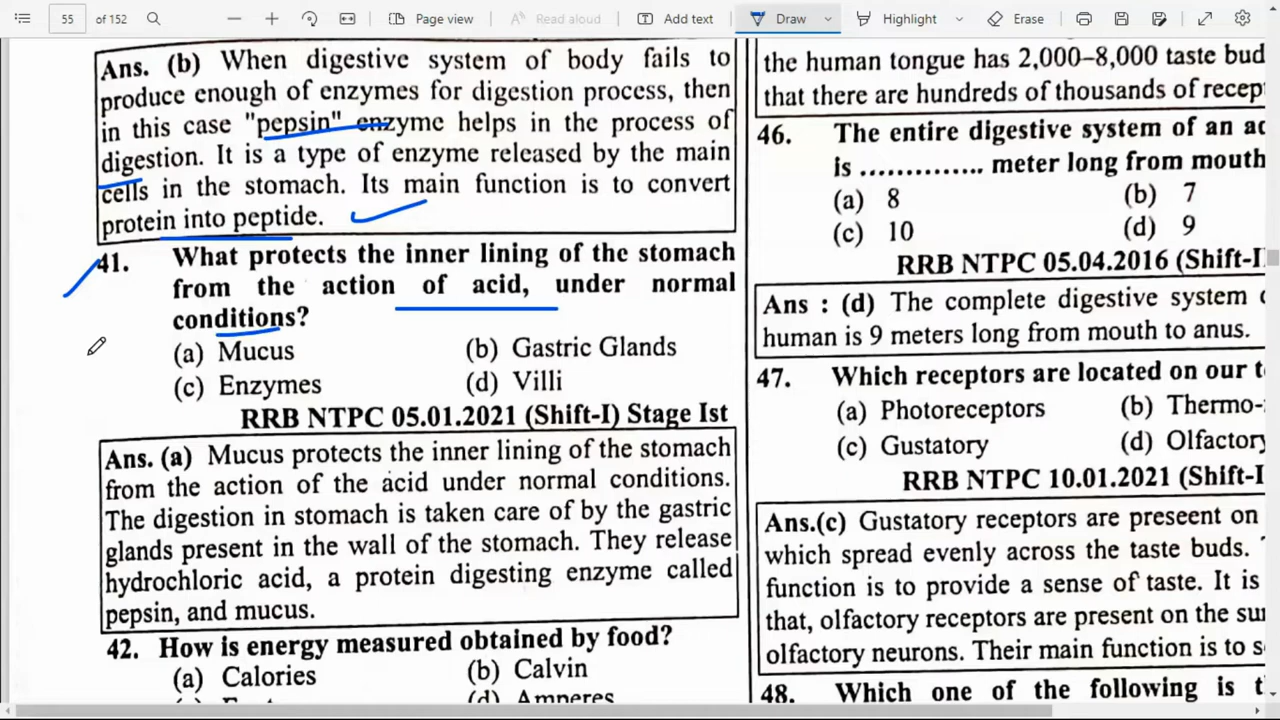 55 of 152
Page view
Read aloud
Add text
Draw
Highlight
Erase
Ans. (b) When digestive system of body fails to
produce enough of enzymes for digestion process, then
in this case "pepsin" enzyme helps in the process of
digestion. It is a type of enzyme released by the main
cells in the stomach. Its main function is to convert
protein into peptide.
41. What protects the inner lining of the stomach
from the action of acid, under normal
conditions?
(a) Mucus (b) Gastric Glands
(c) Enzymes (d) Villi
RRB NTPC 05.01.2021 (Shift-I) Stage Ist
Ans. (a) Mucus protects the inner lining of the stomach
from the action of the acid under normal conditions.
The digestion in stomach is taken care of by the gastric
glands present in the wall of the stomach. They release
hydrochloric acid, a protein digesting enzyme called
pepsin, and mucus.
42. How is energy measured obtained by food?
(a) Calories (b) Calvin
(d) Amperes
the human tongue has 2,000–8,000 taste bud
that there are hundreds of thousands of recep
46. The entire digestive system of an ad
is .............. meter long from mouth
(a) 8 (b) 7
(c) 10 (d) 9
RRB NTPC 05.04.2016 (Shift-I
Ans : (d) The complete digestive system
human is 9 meters long from mouth to anus.
47. Which receptors are located on our t
(a) Photoreceptors (b) Thermo-
(c) Gustatory (d) Olfactory
RRB NTPC 10.01.2021 (Shift-I
Ans.(c) Gustatory receptors are preseent on
which spread evenly across the taste buds.
function is to provide a sense of taste. It is
that, olfactory receptors are present on the su
olfactory neurons. Their main function is to s
48. Which one of the following is t